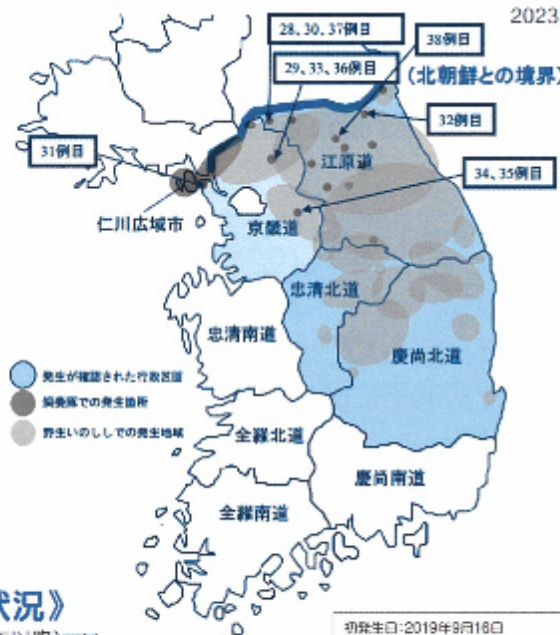 2023
28、30、37例目
38例目
29、33、36例目
(北朝鮮との境界)
32例目
31例目
江原道
34、35例目
仁川広域市
京畿道
忠清北道
忠清南道
慶尚北道
発生が確認された行政区画
飼養豚での発生箇所
野生いのししでの発生地域
全羅北道
慶尚南道
全羅南道
状況》
初発生日:2019年9月16日